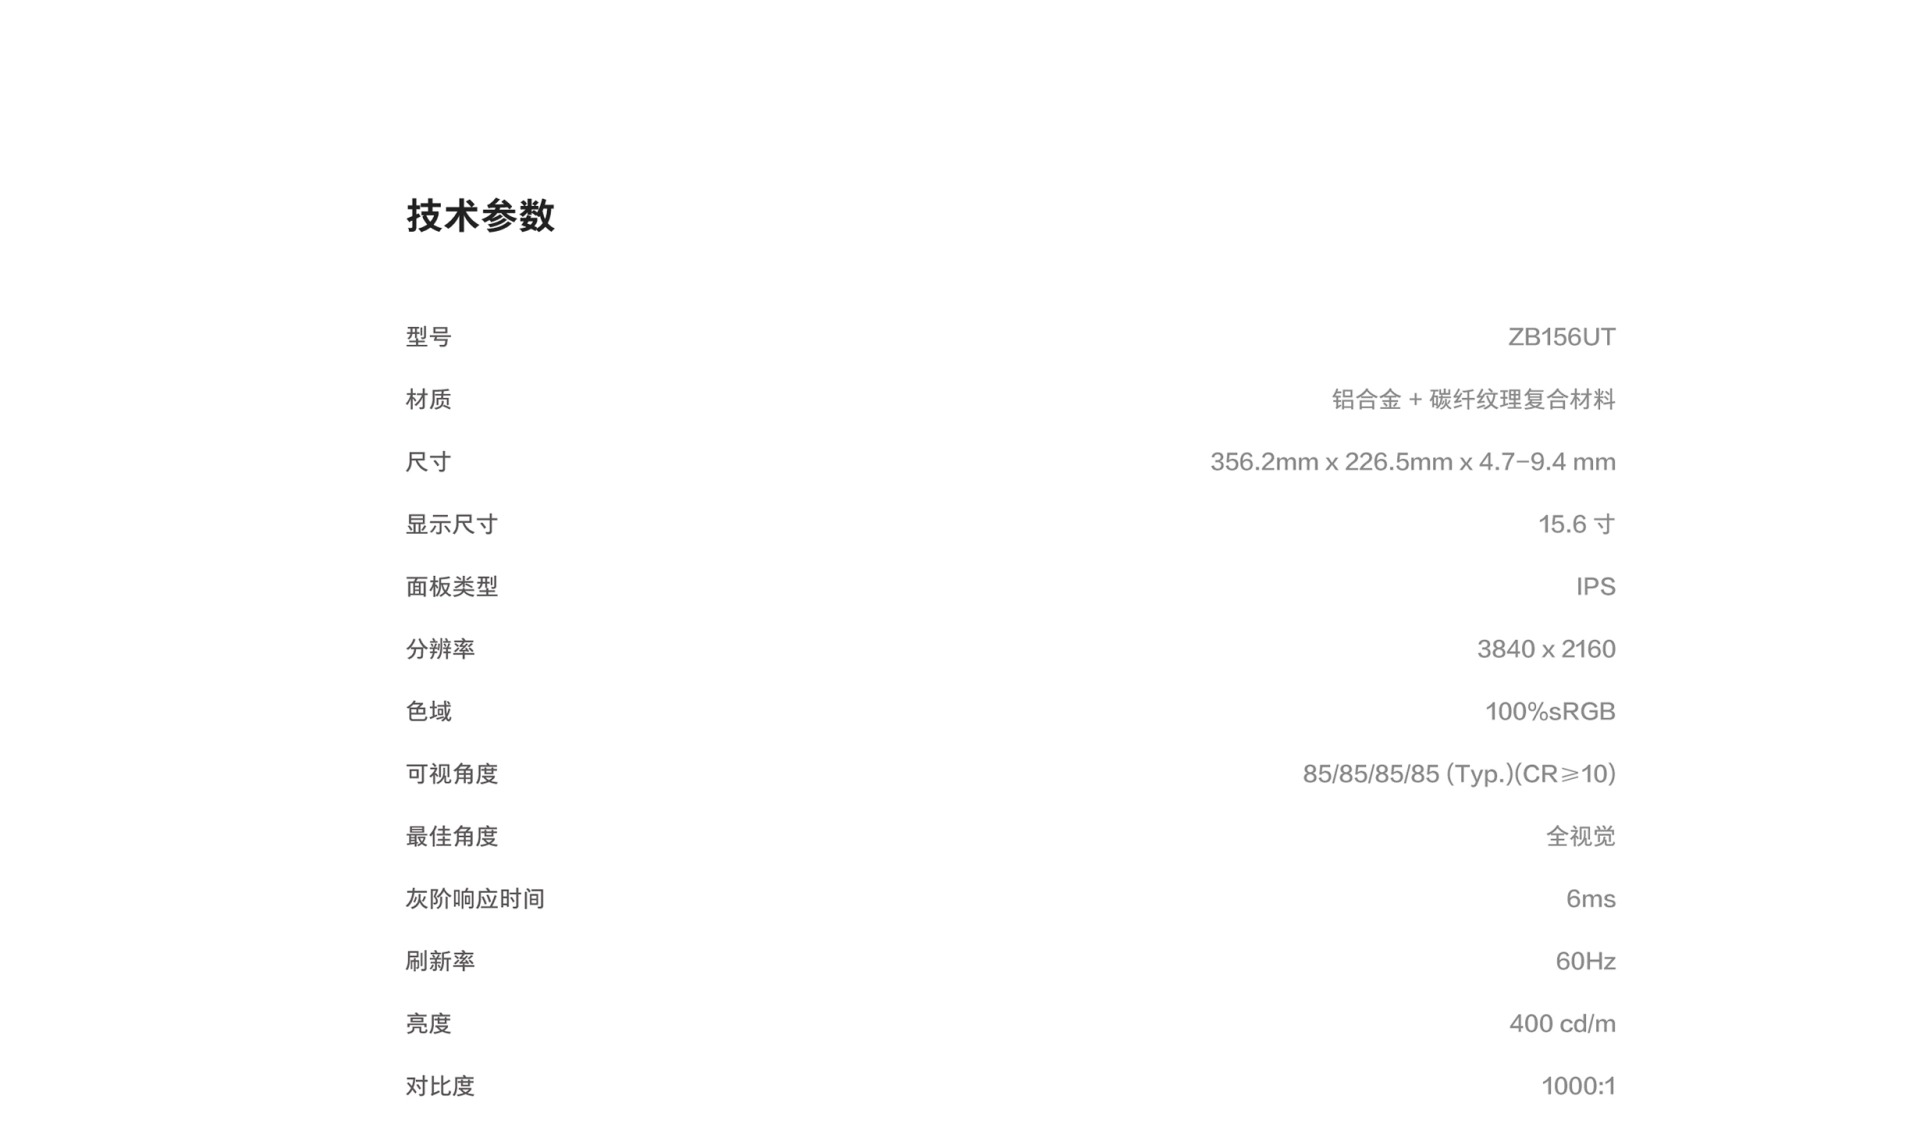 技术参数
型号 ZB156UT
材质 铝合金 + 碳纤纹理复合材料
尺寸 356.2mm x 226.5mm x 4.7–9.4 mm
显示尺寸 15.6 寸
面板类型 IPS
分辨率 3840 x 2160
色域 100%sRGB
可视角度 85/85/85/85 (Typ.)(CR⩾10)
最佳角度 全视觉
灰阶响应时间 6ms
刷新率 60Hz
亮度 400 cd/m
对比度 1000:1